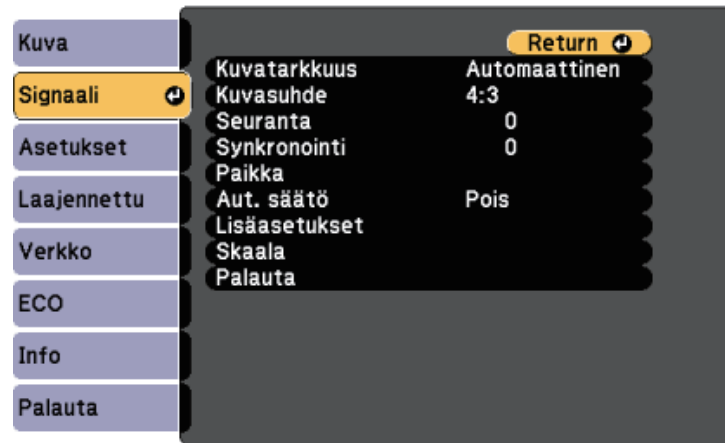 Kuva
Signaali
Asetukset
Laajennettu
Verkko
ECO
Info
Palauta
Return
Kuvatarkkuus Automaattinen
Kuvasuhde 4:3
Seuranta 0
Synkronointi 0
Paikka
Aut. säätö Pois
Lisäasetukset
Skaala
Palauta